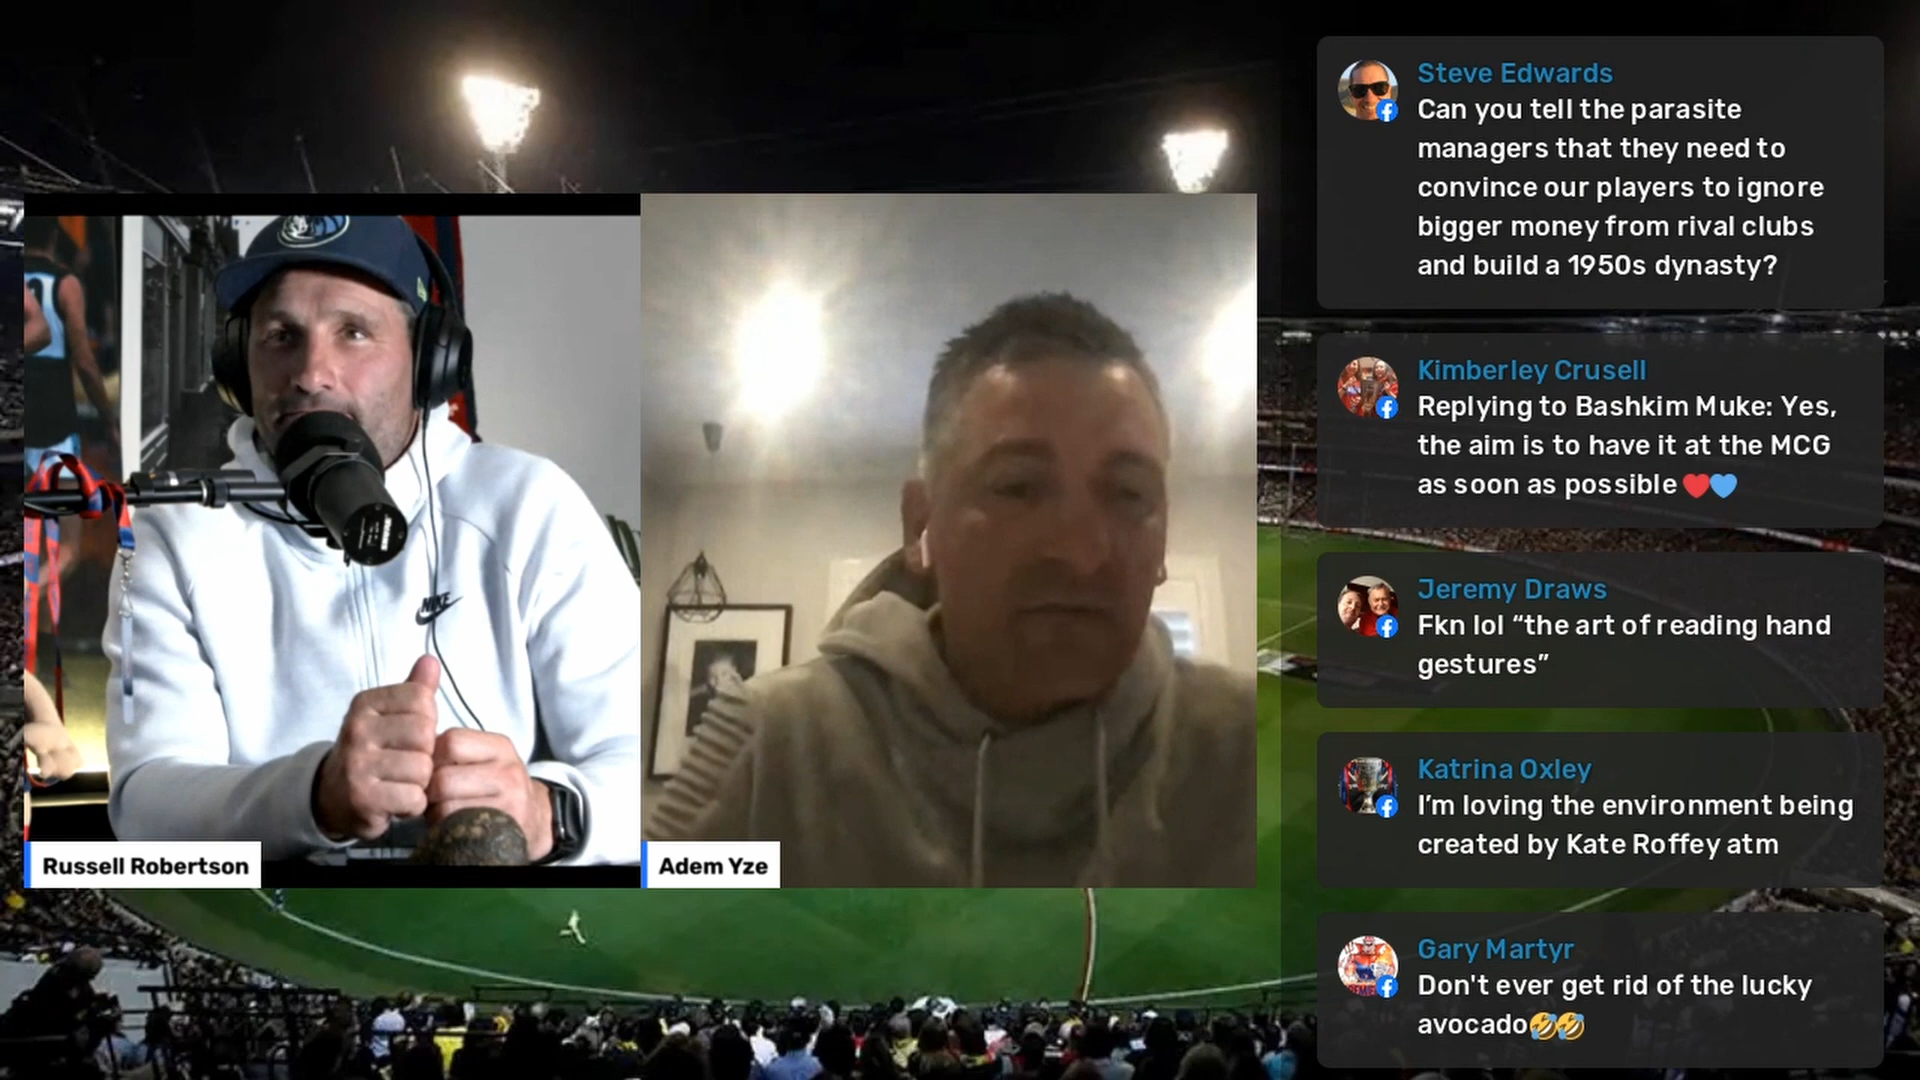 Steve Edwards
Can you tell the parasite
managers that they need to
convince our players to ignore
bigger money from rival clubs
and build a 1950s dynasty?
Kimberley Crusell
Replying to Bashkim Muke: Yes,
the aim is to have it at the MCG
as soon as possible ❤️💙
Jeremy Draws
Fkn lol “the art of reading hand
gestures”
Katrina Oxley
I’m loving the environment being
created by Kate Roffey atm
Gary Martyr
Don't ever get rid of the lucky
avocado🤣🤣
NIKE
Russell Robertson
Adem Yze